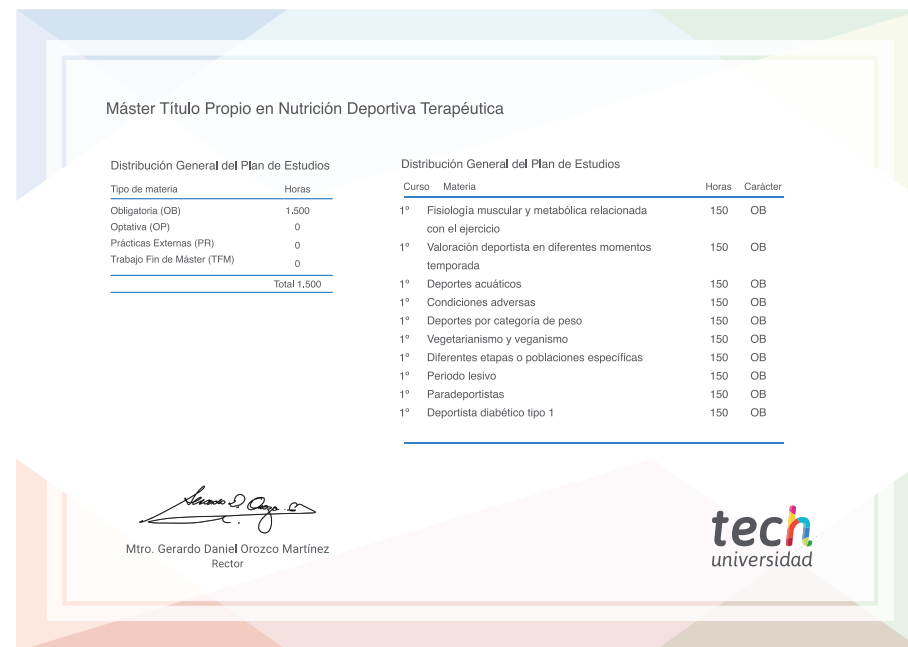 Máster Título Propio en Nutrición Deportiva Terapéutica
Distribución General del Plan de Estudios
Tipo de materia Horas
Obligatoria (OB) 1.500
Optativa (OP) 0
Prácticas Externas (PR) 0
Trabajo Fin de Máster (TFM) 0
Total 1.500
Distribución General del Plan de Estudios
Curso Materia Horas Carácter
1º Fisiología muscular y metabólica relacionada 150 OB
con el ejercicio
1º Valoración deportista en diferentes momentos 150 OB
temporada
1º Deportes acuáticos 150 OB
1º Condiciones adversas 150 OB
1º Deportes por categoría de peso 150 OB
1º Vegetarianismo y veganismo 150 OB
1º Diferentes etapas o poblaciones específicas 150 OB
1º Periodo lesivo 150 OB
1º Paradeportistas 150 OB
1º Deportista diabético tipo 1 150 OB
Mtro. Gerardo Daniel Orozco Martínez
Rector
tech
universidad